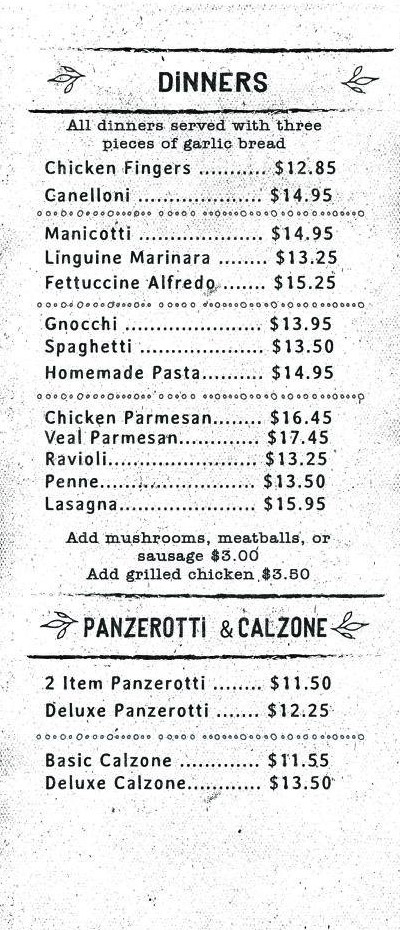 DINNERS
All dinners served with three
pieces of garlic bread
Chicken Fingers ........... $12.85
Canelloni .................... $14.95
Manicotti .................... $14.95
Linguine Marinara ........ $13.25
Fettuccine Alfredo ....... $15.25
Gnocchi ...................... $13.95
Spaghetti .................... $13.50
Homemade Pasta.......... $14.95
Chicken Parmesan........ $16.45
Veal Parmesan............. $17.45
Ravioli........................ $13.25
Penne......................... $13.50
Lasagna...................... $15.95
Add mushrooms, meatballs, or
sausage $3.00
Add grilled chicken $3.50
PANZEROTTI & CALZONE
2 Item Panzerotti ........ $11.50
Deluxe Panzerotti ....... $12.25
Basic Calzone ............. $11.55
Deluxe Calzone............ $13.50